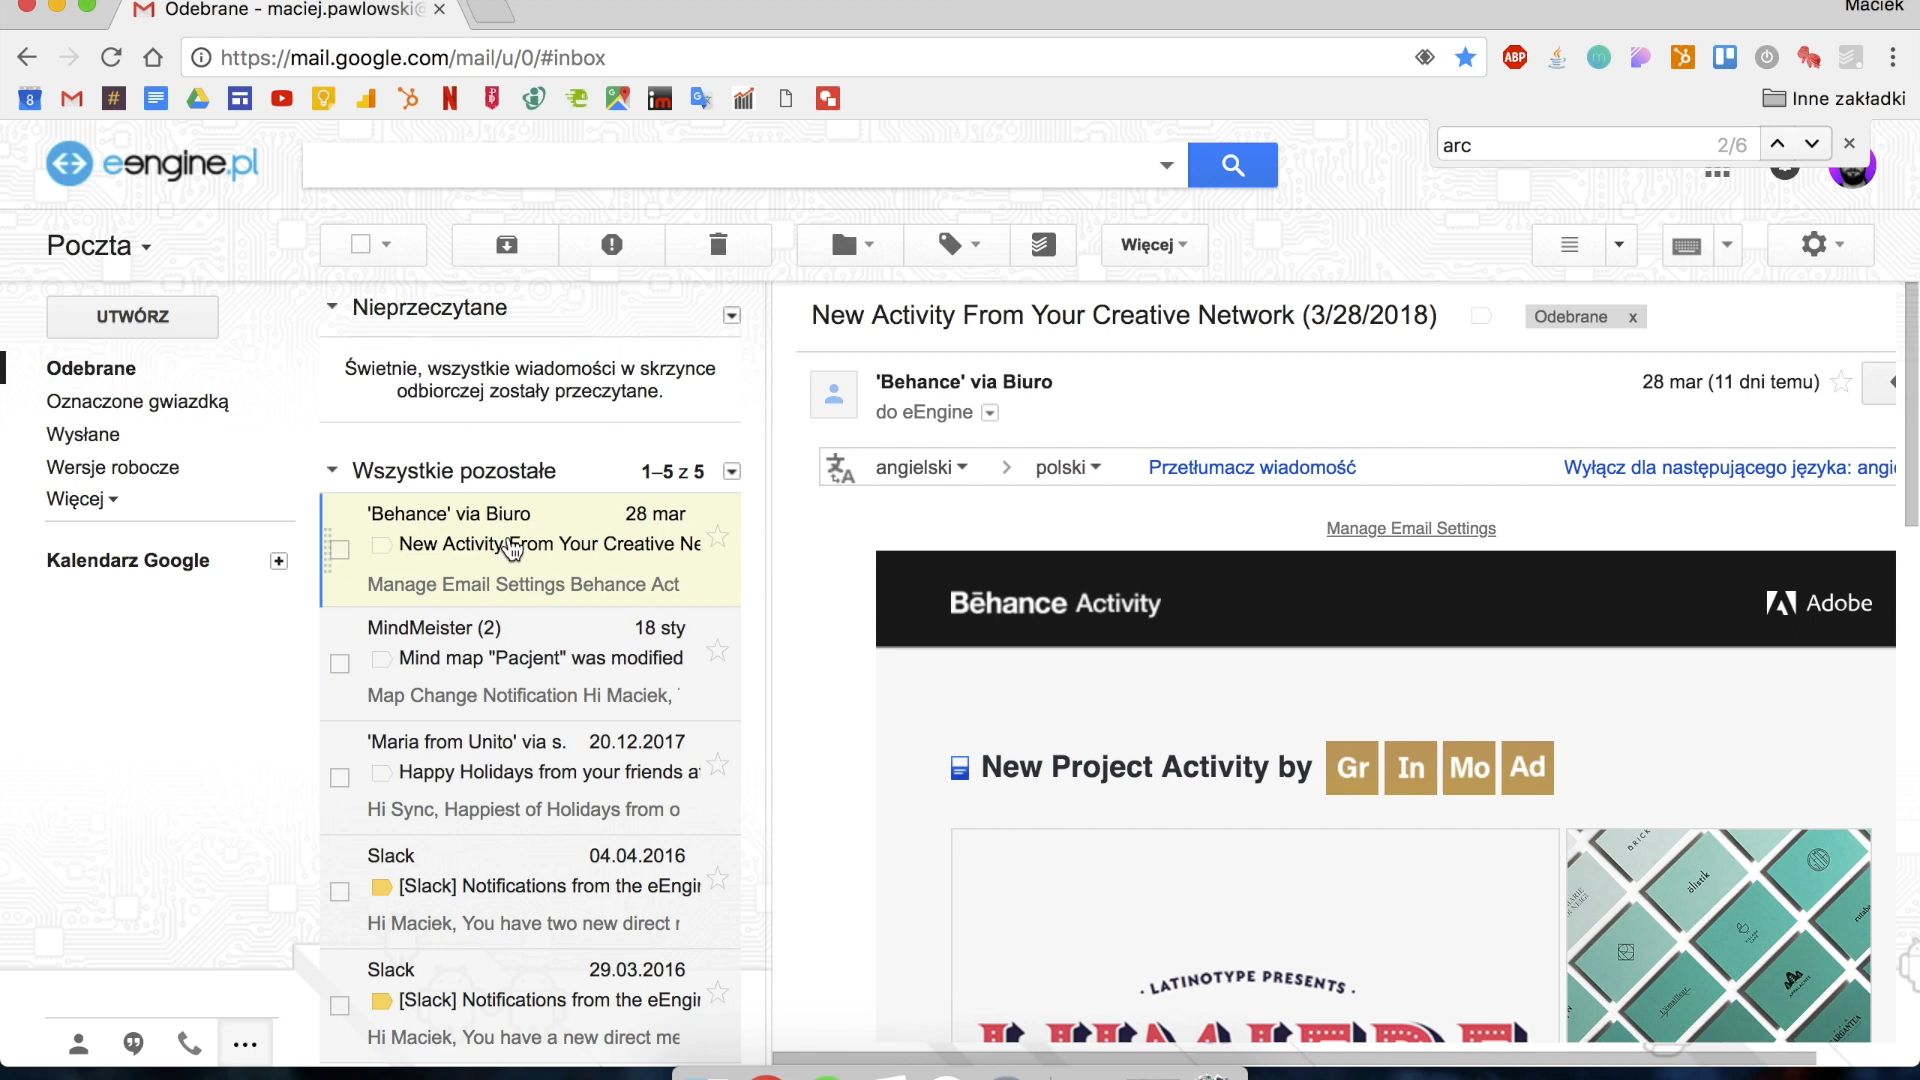 Maciek
Odebrane - maciej.pawlowski@
https://mail.google.com/mail/u/0/#inbox
ABP
Inne zakładki
arc 2/6
eengine.pl
Poczta
Więcej
UTWÓRZ
Odebrane
Oznaczone gwiazdką
Wysłane
Wersje robocze
Więcej
Kalendarz Google
Nieprzeczytane
Świetnie, wszystkie wiadomości w skrzynce
odbiorczej zostały przeczytane.
Wszystkie pozostałe 1–5 z 5
'Behance' via Biuro 28 mar
New Activity From Your Creative Ne
Manage Email Settings Behance Act
MindMeister (2) 18 sty
Mind map "Pacjent" was modified
Map Change Notification Hi Maciek,
'Maria from Unito' via s. 20.12.2017
Happy Holidays from your friends a
Hi Sync, Happiest of Holidays from o
Slack 04.04.2016
[Slack] Notifications from the eEngin
Hi Maciek, You have two new direct r
Slack 29.03.2016
[Slack] Notifications from the eEngin
Hi Maciek, You have a new direct me
New Activity From Your Creative Network (3/28/2018) Odebrane x
'Behance' via Biuro 28 mar (11 dni temu)
do eEngine
angielski > polski Przetłumacz wiadomość Wyłącz dla następującego języka: angi
Manage Email Settings
Bēhance Activity Adobe
New Project Activity by Gr In Mo Ad
· LATINOTYPE PRESENTS ·
BRICK
ölistik